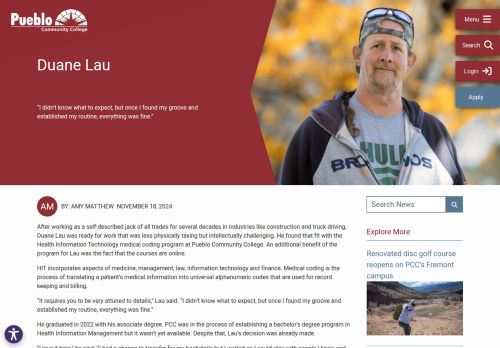 Pueblo
Community College
Menu
Search
Login
Apply
Duane Lau
"I didn't know what to expect, but once I found my groove and
established my routine, everything was fine."
AM BY: AMY MATTHEW ·NOVEMBER 18, 2024
After working as a self-described jack of all trades for several decades in industries like construction and truck driving,
Duane Lau was ready for work that was less physically taxing but intellectually challenging. He found that fit with the
Health Information Technology medical coding program at Pueblo Community College. An additional benefit of the
program for Lau was the fact that the courses are online.
HIT incorporates aspects of medicine, management, law, information technology and finance. Medical coding is the
process of translating a patient's medical information into universal alphanumeric codes that are used for record
keeping and billing.
"It requires you to be very attuned to details," Lau said. "I didn't know what to expect, but once I found my groove and
established my routine, everything was fine."
He graduated in 2022 with his associate degree. PCC was in the process of establishing a bachelor's degree program in
Health Information Management but it wasn't yet available. Despite that, Lau's decision was already made.
Search News
Explore More
Renovated disc golf course
reopens on PCC's Fremont
campus